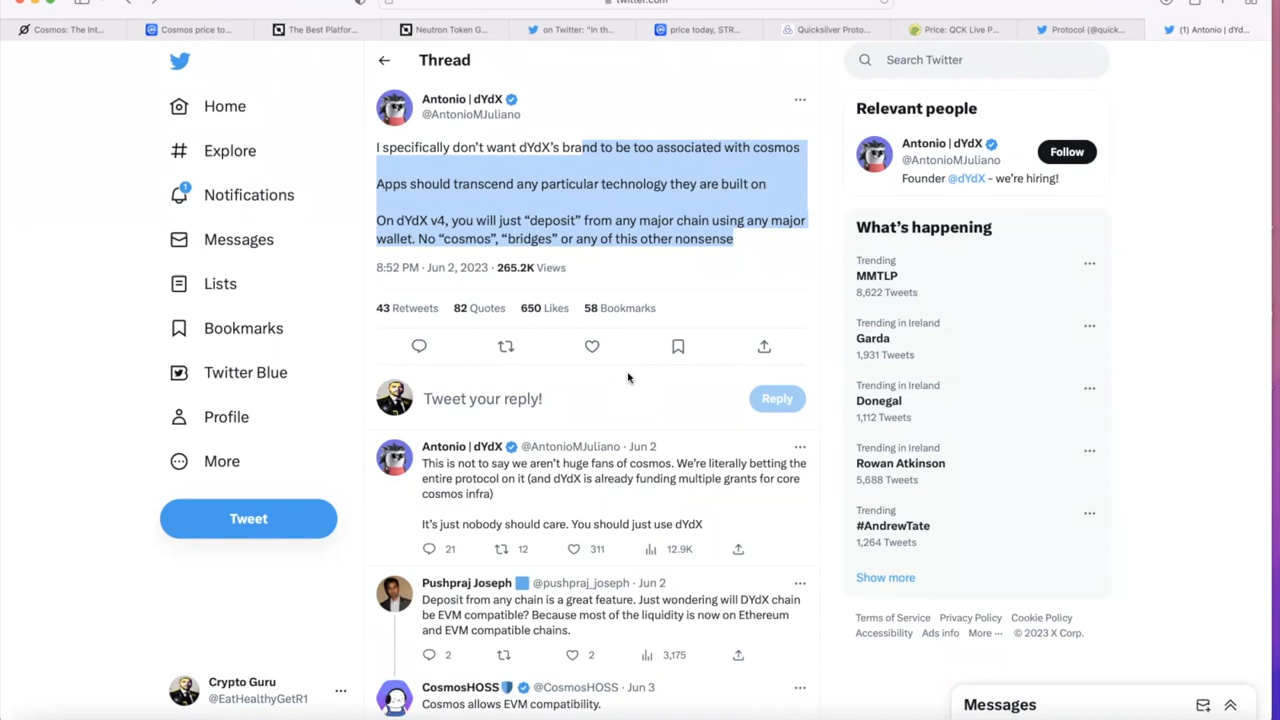 twitter.com
Cosmos: The Int...
Cosmos price to...
The Best Platfor...
Neutron Token G...
on Twitter: "In th...
price today, STR...
Quicksilver Proto...
Price: QCK Live P...
Protocol (@quick...
(1) Antonio | dYd...
Home
Explore
1
Notifications
Messages
Lists
Bookmarks
Twitter Blue
Profile
More
Tweet
Crypto Guru
@EatHealthyGetR1
Thread
Antonio | dYdX
@AntonioMJuliano
I specifically don't want dYdX's brand to be too associated with cosmos
Apps should transcend any particular technology they are built on
On dYdX v4, you will just “deposit” from any major chain using any major
wallet. No “cosmos”, “bridges” or any of this other nonsense
8:52 PM · Jun 2, 2023 · 265.2K Views
43 Retweets 82 Quotes 650 Likes 58 Bookmarks
Tweet your reply!
Reply
Antonio | dYdX @AntonioMJuliano · Jun 2
This is not to say we aren't huge fans of cosmos. We're literally betting the
entire protocol on it (and dYdX is already funding multiple grants for core
cosmos infra)
It's just nobody should care. You should just use dYdX
21 12 311 12.9K
Pushpraj Joseph @pushpraj_joseph · Jun 2
Deposit from any chain is a great feature. Just wondering will DYdX chain
be EVM compatible? Because most of the liquidity is now on Ethereum
and EVM compatible chains.
2 2 3,175
CosmosHOSS @CosmosHOSS · Jun 3
Cosmos allows EVM compatibility.
Search Twitter
Relevant people
Antonio | dYdX
@AntonioMJuliano
Follow
Founder @dYdX - we're hiring!
What's happening
Trending
MMTLP
8,622 Tweets
Trending in Ireland
Garda
1,931 Tweets
Trending in Ireland
Donegal
1,112 Tweets
Trending in Ireland
Rowan Atkinson
5,688 Tweets
Trending
#AndrewTate
1,264 Tweets
Show more
Terms of Service Privacy Policy Cookie Policy
Accessibility Ads info More ··· © 2023 X Corp.
Messages